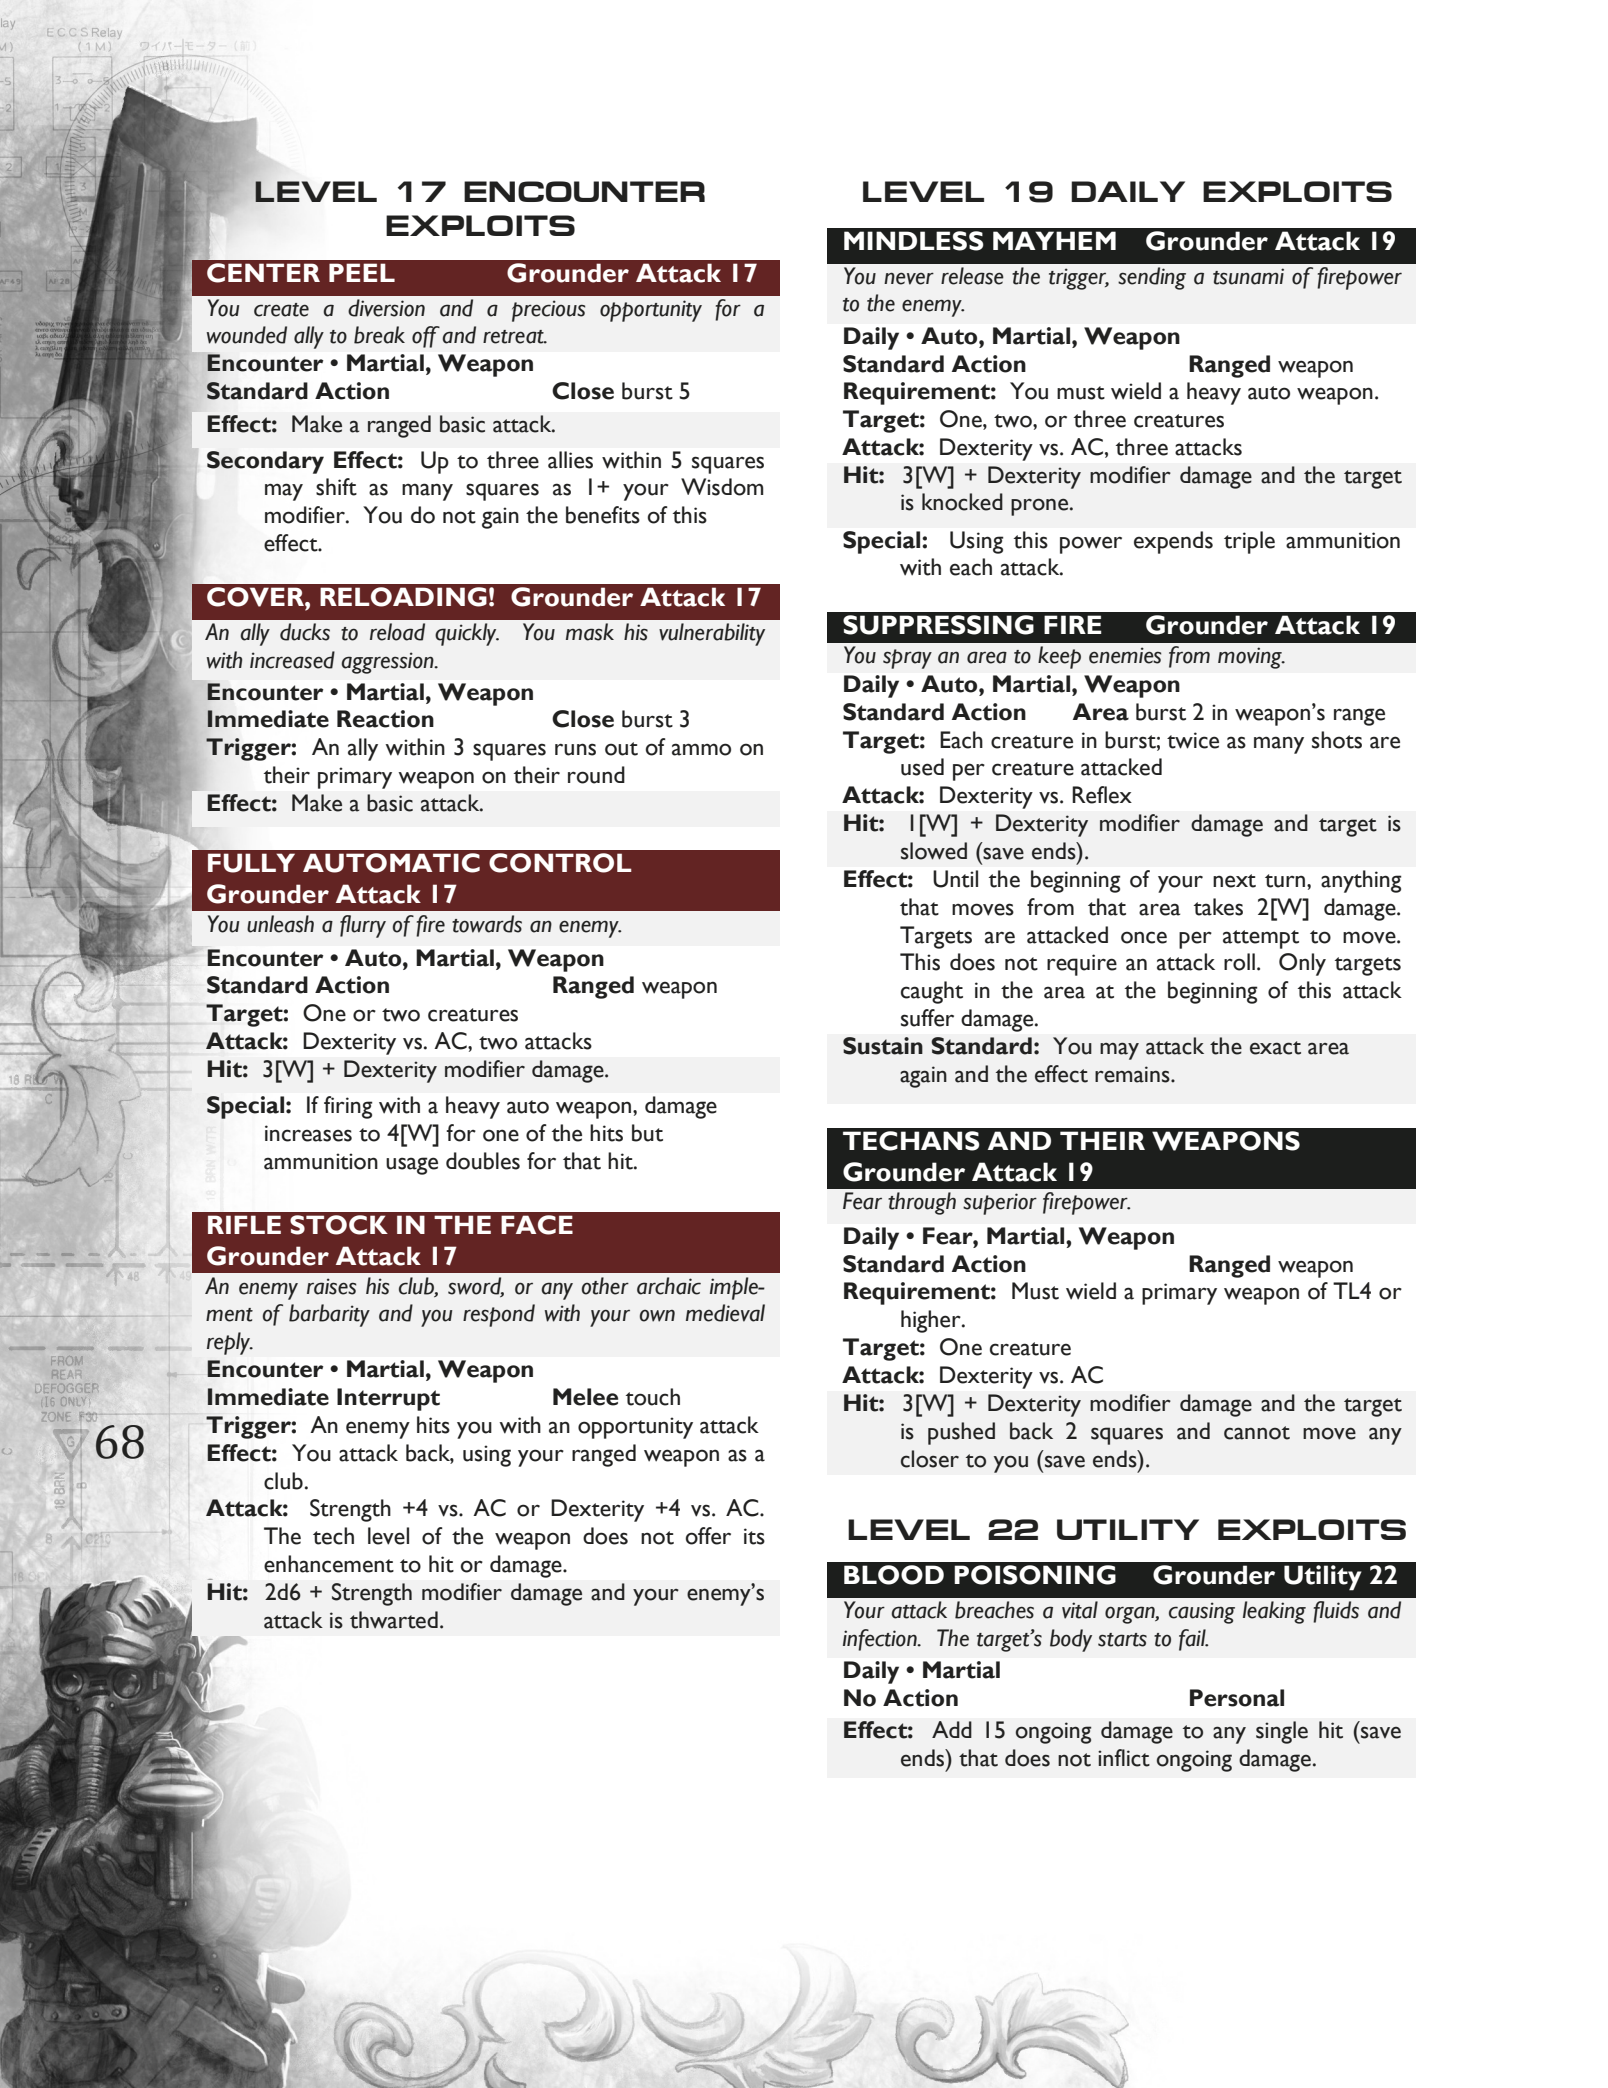 ECCS Relay
(1M)
ワイパーモーター(前)
LEVEL 17 ENCOUNTER
EXPLOITS
CENTER PEEL Grounder Attack 17
You create a diversion and a precious opportunity for a
wounded ally to break off and retreat.
Encounter • Martial, Weapon
Standard Action Close burst 5
Effect: Make a ranged basic attack.
Secondary Effect: Up to three allies within 5 squares
may shift as many squares as 1+ your Wisdom
modifier. You do not gain the benefits of this
effect.
COVER, RELOADING! Grounder Attack 17
An ally ducks to reload quickly. You mask his vulnerability
with increased aggression.
Encounter • Martial, Weapon
Immediate Reaction Close burst 3
Trigger: An ally within 3 squares runs out of ammo on
their primary weapon on their round
Effect: Make a basic attack.
FULLY AUTOMATIC CONTROL
Grounder Attack 17
You unleash a flurry of fire towards an enemy.
Encounter • Auto, Martial, Weapon
Standard Action Ranged weapon
Target: One or two creatures
Attack: Dexterity vs. AC, two attacks
Hit: 3[W] + Dexterity modifier damage.
Special: If firing with a heavy auto weapon, damage
increases to 4[W] for one of the hits but
ammunition usage doubles for that hit.
RIFLE STOCK IN THE FACE
Grounder Attack 17
An enemy raises his club, sword, or any other archaic imple-
ment of barbarity and you respond with your own medieval
reply.
Encounter • Martial, Weapon
Immediate Interrupt Melee touch
Trigger: An enemy hits you with an opportunity attack
Effect: You attack back, using your ranged weapon as a
club.
Attack: Strength +4 vs. AC or Dexterity +4 vs. AC.
The tech level of the weapon does not offer its
enhancement to hit or damage.
Hit: 2d6 + Strength modifier damage and your enemy's
attack is thwarted.
LEVEL 19 DAILY EXPLOITS
MINDLESS MAYHEM Grounder Attack 19
You never release the trigger, sending a tsunami of firepower
to the enemy.
Daily • Auto, Martial, Weapon
Standard Action Ranged weapon
Requirement: You must wield a heavy auto weapon.
Target: One, two, or three creatures
Attack: Dexterity vs. AC, three attacks
Hit: 3[W] + Dexterity modifier damage and the target
is knocked prone.
Special: Using this power expends triple ammunition
with each attack.
SUPPRESSING FIRE Grounder Attack 19
You spray an area to keep enemies from moving.
Daily • Auto, Martial, Weapon
Standard Action Area burst 2 in weapon's range
Target: Each creature in burst; twice as many shots are
used per creature attacked
Attack: Dexterity vs. Reflex
Hit: 1[W] + Dexterity modifier damage and target is
slowed (save ends).
Effect: Until the beginning of your next turn, anything
that moves from that area takes 2[W] damage.
Targets are attacked once per attempt to move.
This does not require an attack roll. Only targets
caught in the area at the beginning of this attack
suffer damage.
Sustain Standard: You may attack the exact area
again and the effect remains.
TECHANS AND THEIR WEAPONS
Grounder Attack 19
Fear through superior firepower.
Daily • Fear, Martial, Weapon
Standard Action Ranged weapon
Requirement: Must wield a primary weapon of TL4 or
higher.
Target: One creature
Attack: Dexterity vs. AC
Hit: 3[W] + Dexterity modifier damage and the target
is pushed back 2 squares and cannot move any
closer to you (save ends).
LEVEL 22 UTILITY EXPLOITS
BLOOD POISONING Grounder Utility 22
Your attack breaches a vital organ, causing leaking fluids and
infection. The target's body starts to fail.
Daily • Martial
No Action Personal
Effect: Add 15 ongoing damage to any single hit (save
ends) that does not inflict ongoing damage.
FROM
REAR
DEFOGGER
(16 ONLY)
ZONE F30
68